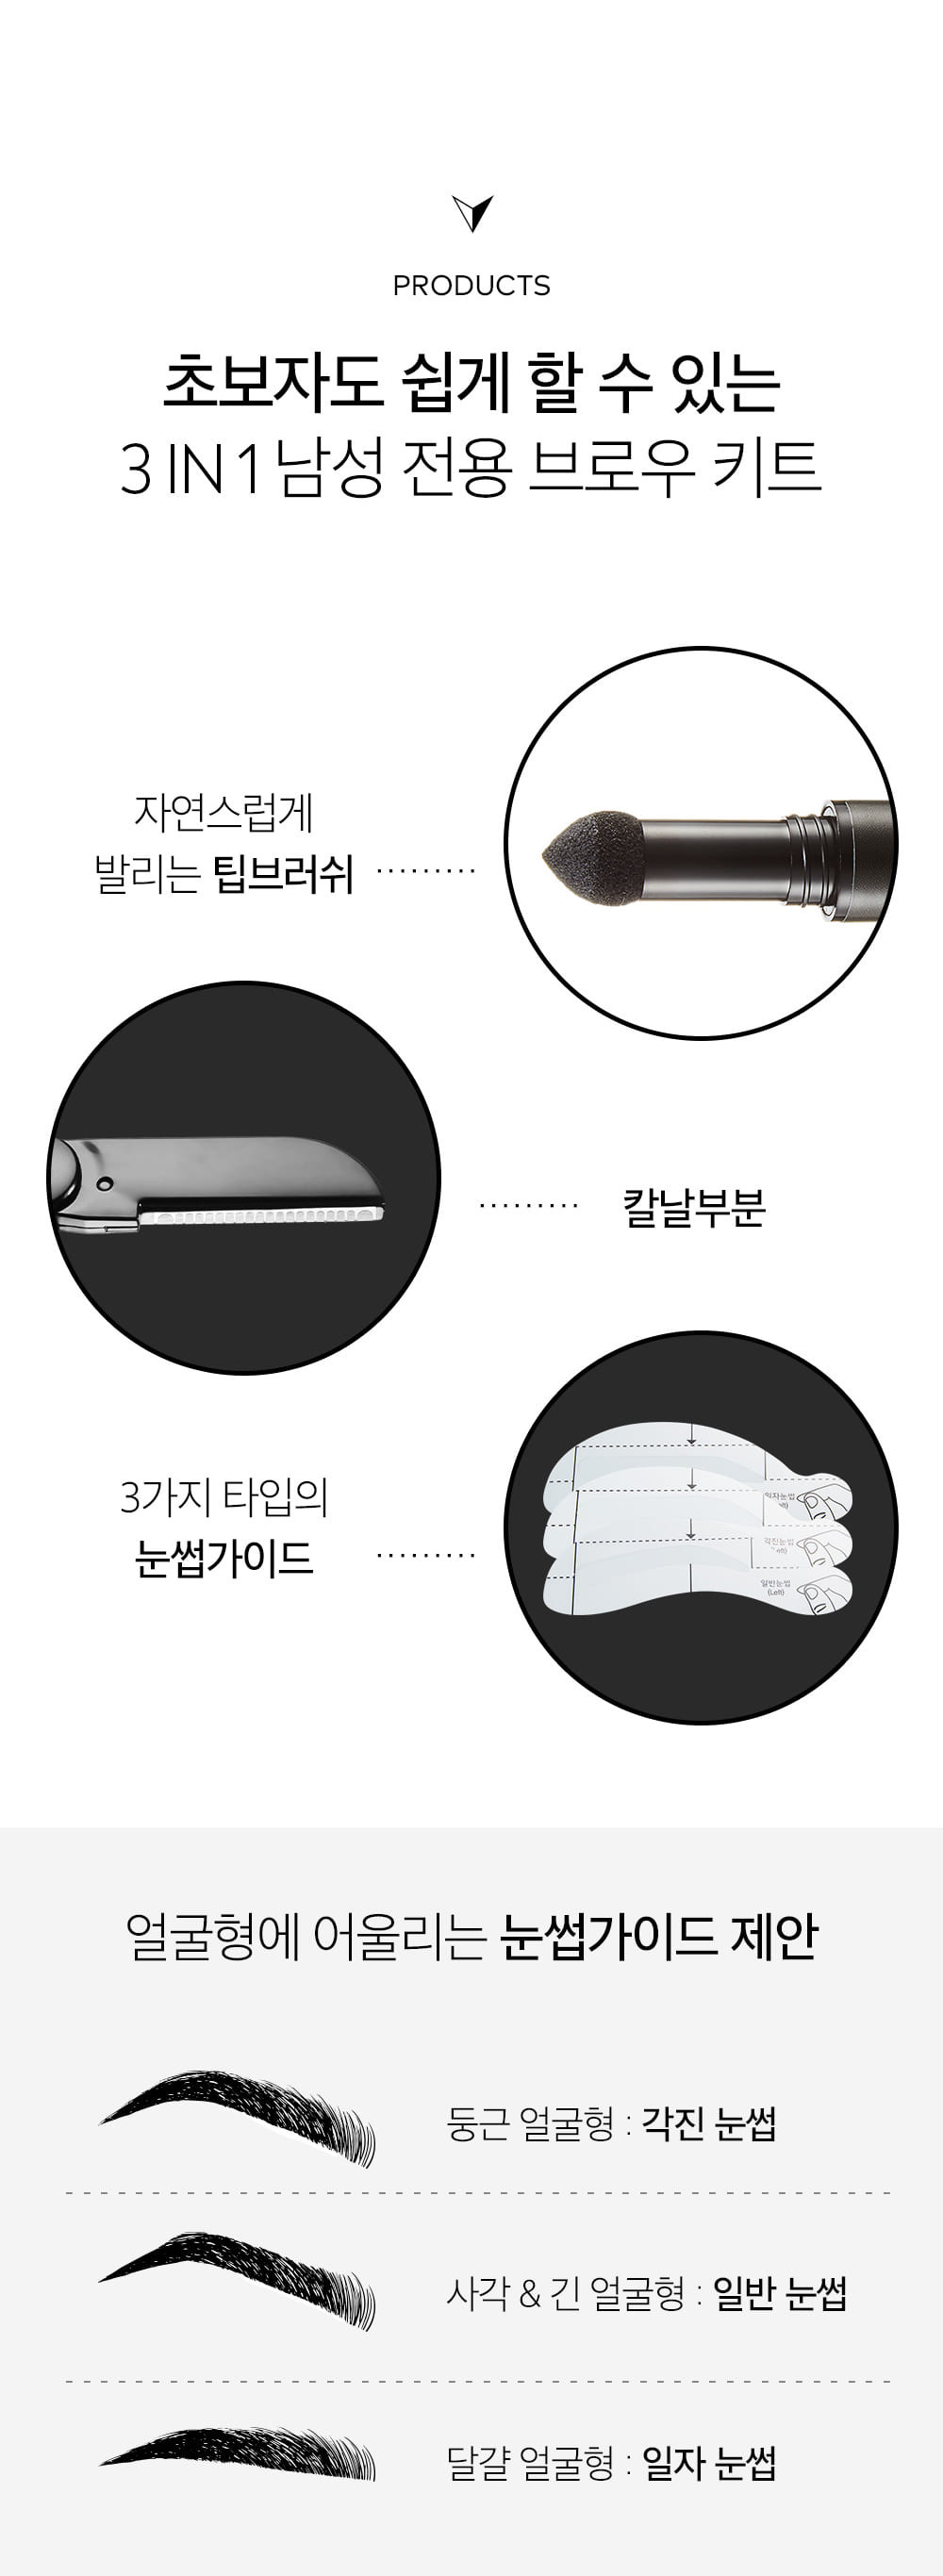 PRODUCTS
초보자도 쉽게 할 수 있는
3 IN 1 남성 전용 브로우 키트
자연스럽게
발리는 팁브러쉬
칼날부분
3가지 타입의
눈썹가이드
일자눈썹
각진눈썹
일반눈썹
(Left)
얼굴형에 어울리는 눈썹가이드 제안
둥근 얼굴형 : 각진 눈썹
사각 & 긴 얼굴형 : 일반 눈썹
달걀 얼굴형 : 일자 눈썹